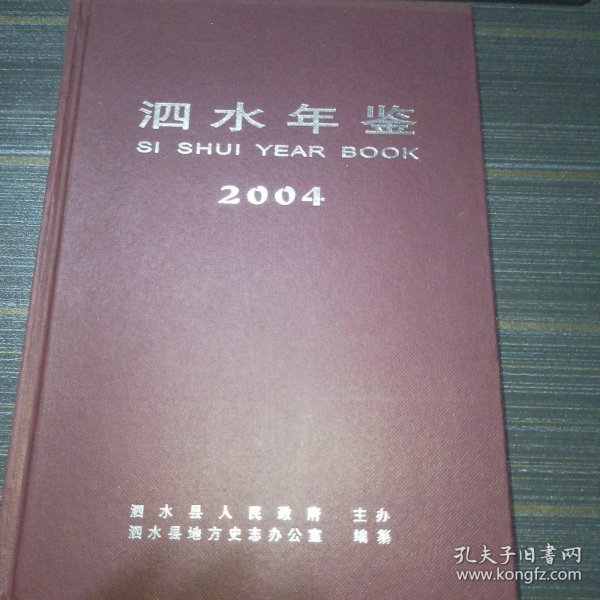 泗水年鉴
SI SHUI YEAR BOOK
2004
泗水县人民政府 主办
泗水县地方史志办公室 编纂
孔夫子旧书网
www.kongfz.com